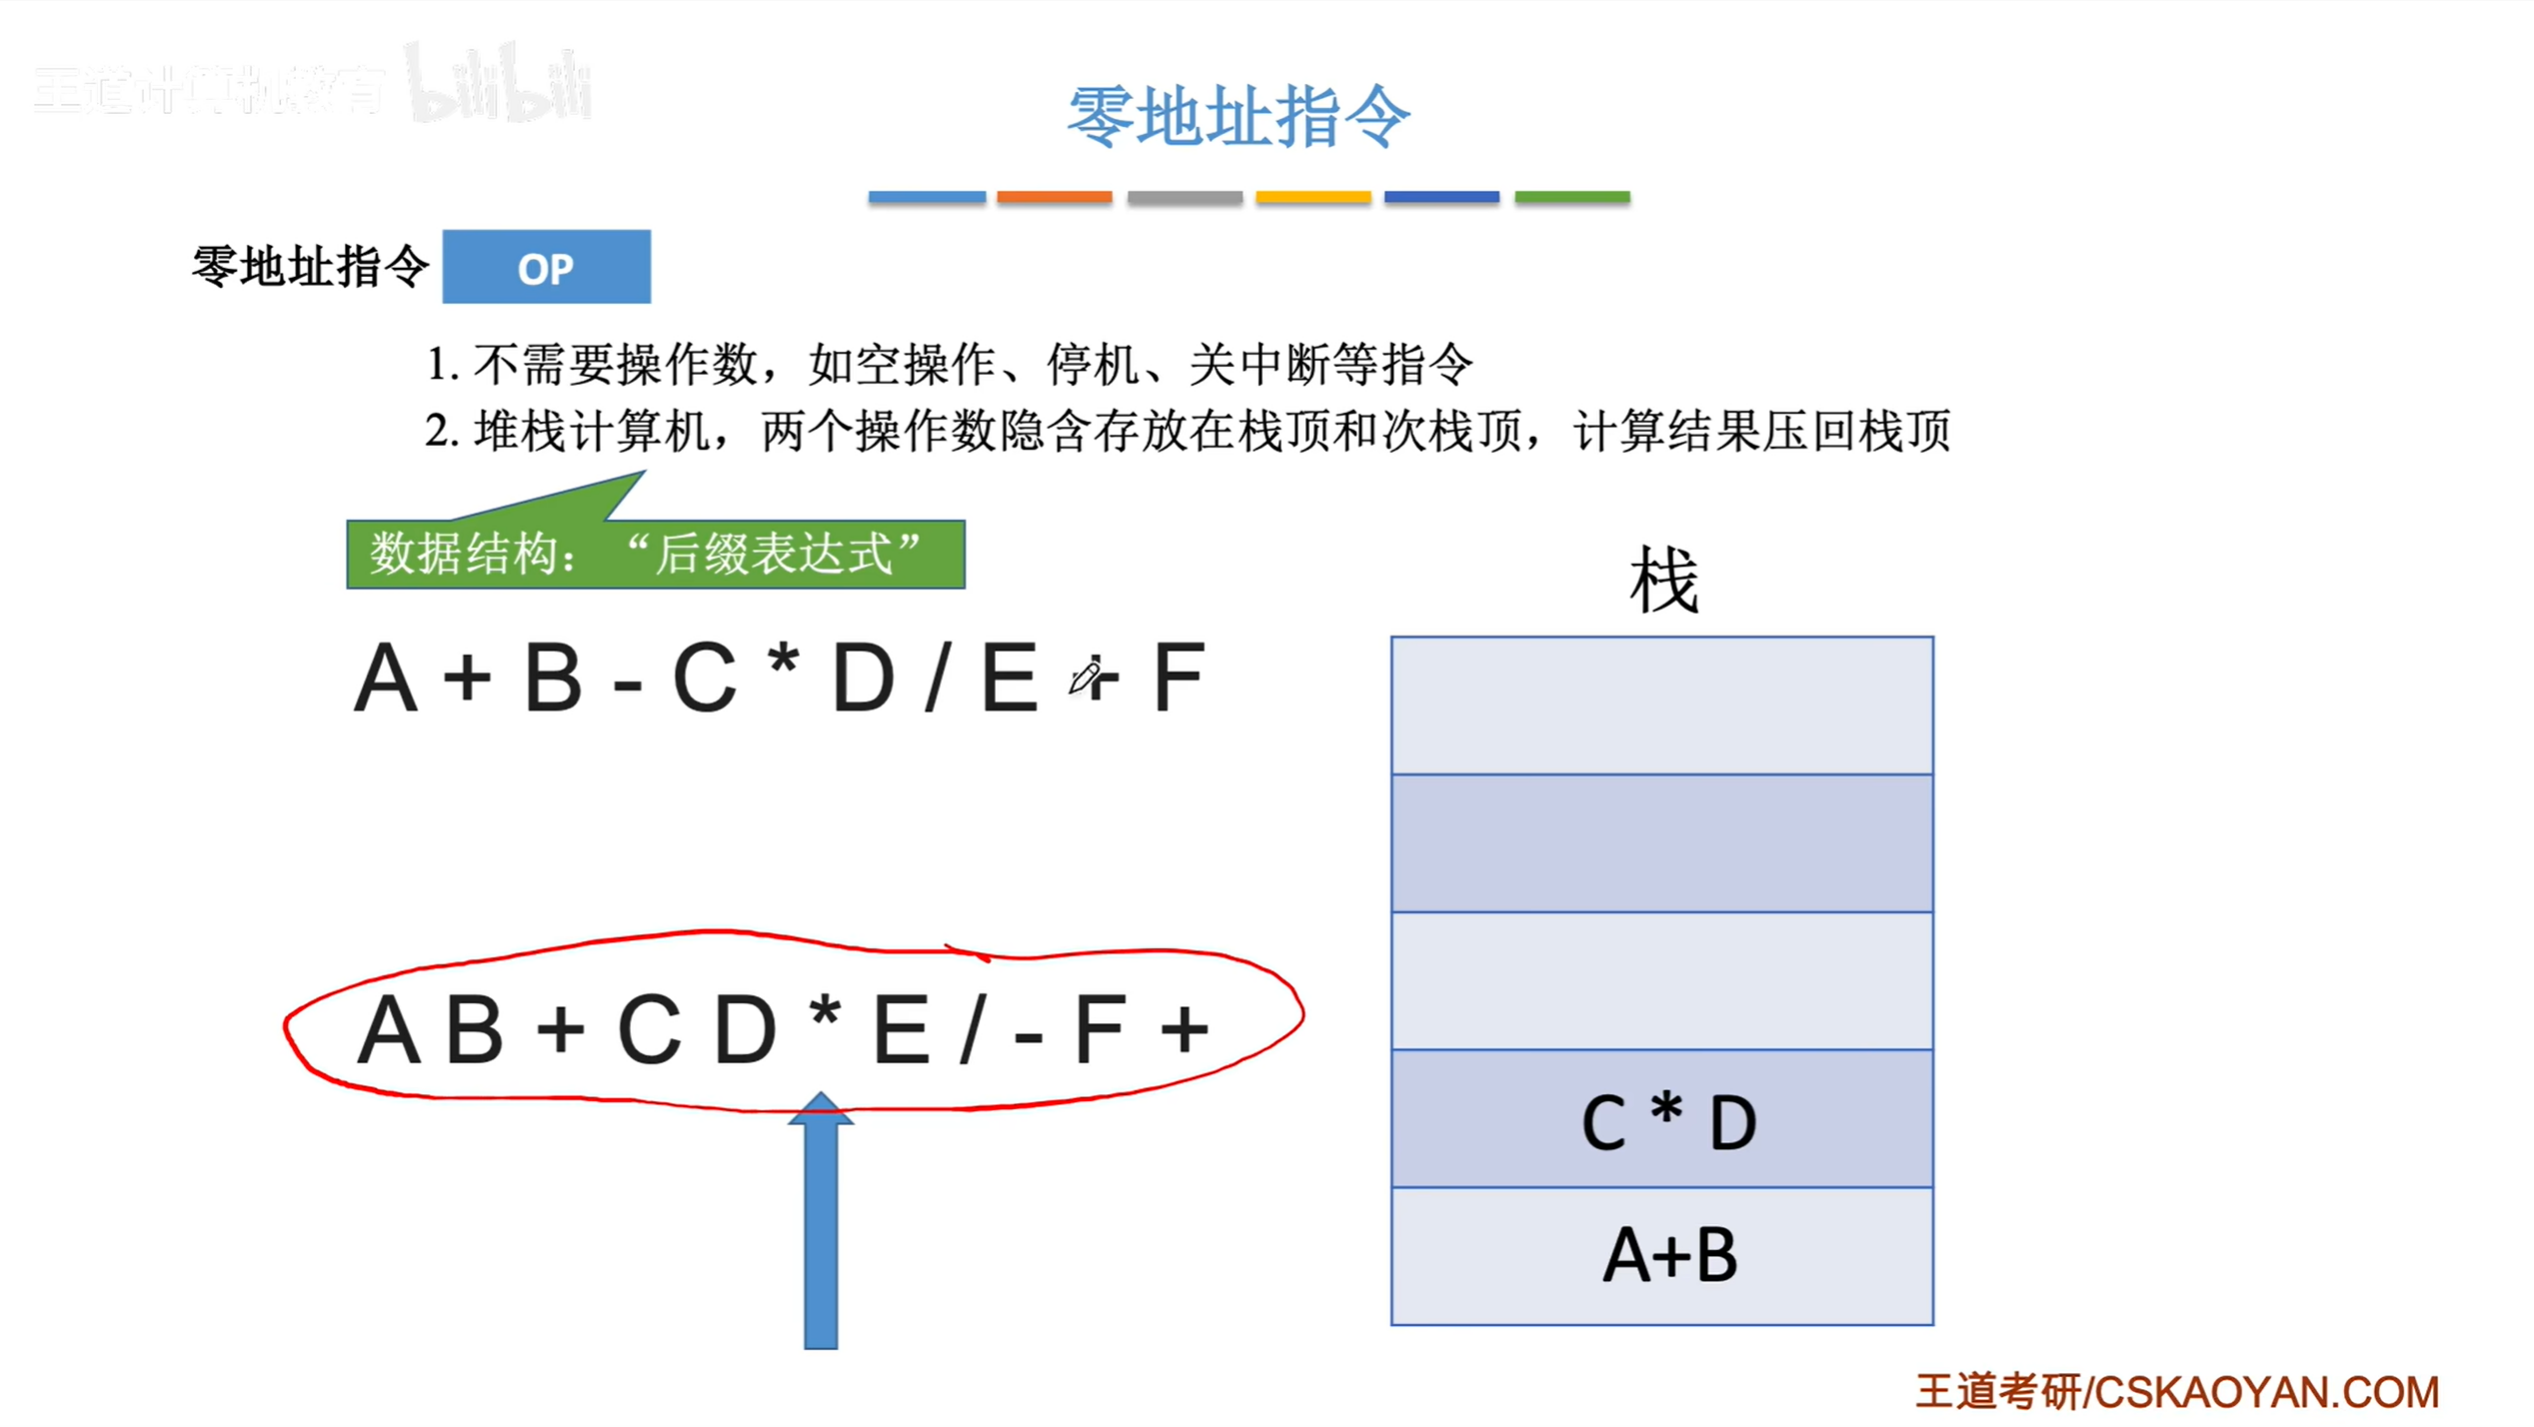 王道计算机教育 bilibili
零地址指令
零地址指令 OP
1. 不需要操作数，如空操作、停机、关中断等指令
2. 堆栈计算机，两个操作数隐含存放在栈顶和次栈顶，计算结果压回栈顶
数据结构：“后缀表达式”
栈
A + B - C * D / E + F
A B + C D * E / - F +
C * D
A+B
王道考研/CSKAOYAN.COM